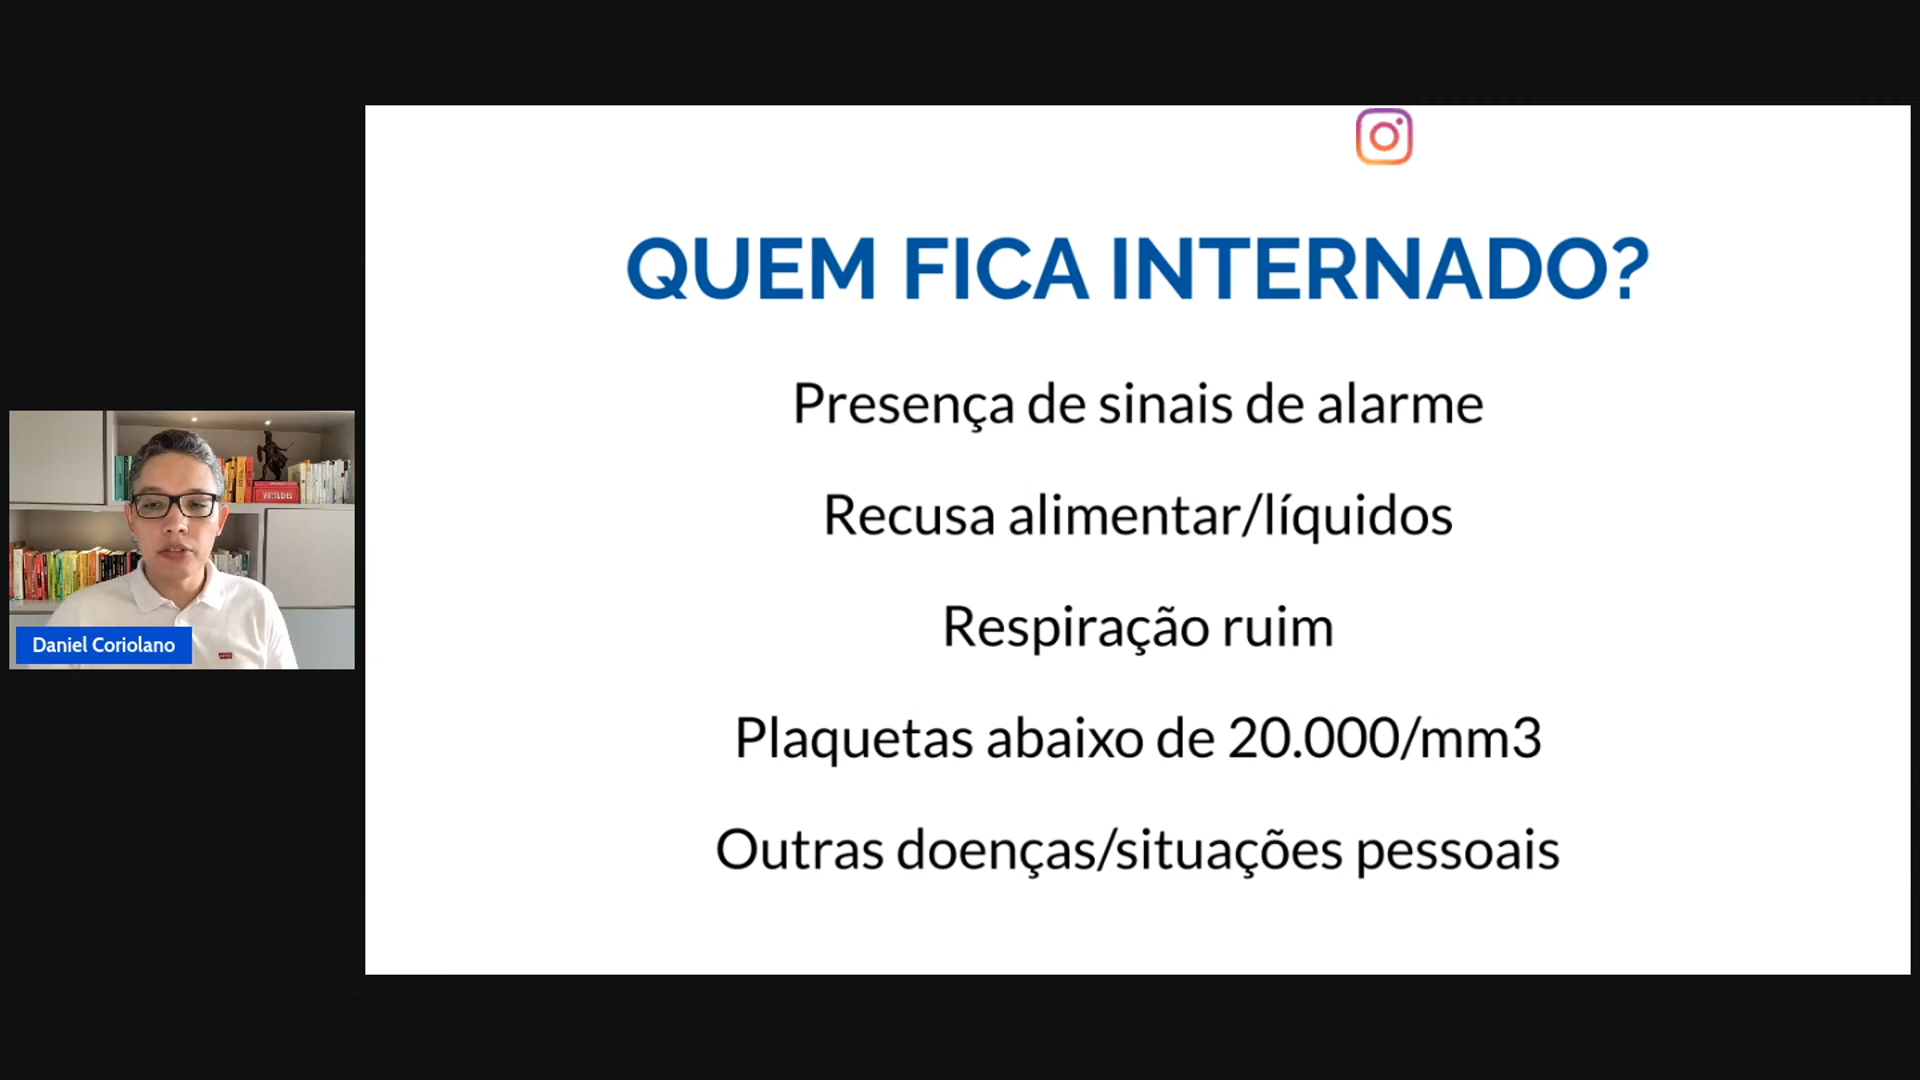 QUEM FICA INTERNADO?
Presença de sinais de alarme
Recusa alimentar/líquidos
Respiração ruim
Plaquetas abaixo de 20.000/mm3
Outras doenças/situações pessoais
VIRTUDES
Daniel Coriolano